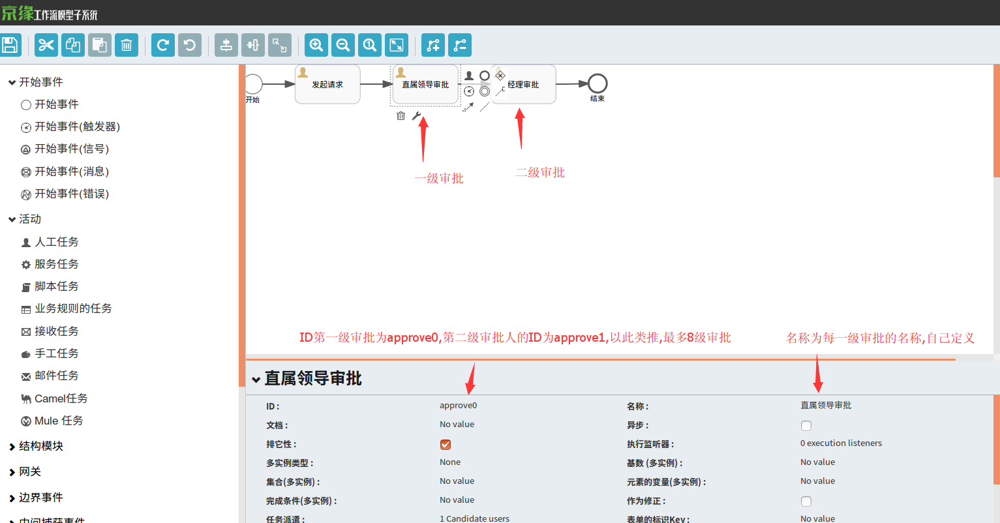 京缘工作流模型子系统
开始事件
开始事件
开始事件(触发器)
开始事件(信号)
开始事件(消息)
开始事件(错误)
活动
人工任务
服务任务
脚本任务
业务规则的任务
接收任务
手工任务
邮件任务
Camel任务
Mule 任务
结构模块
网关
边界事件
中间捕获事件
开始
发起请求
直属领导审批
经理审批
结束
一级审批
二级审批
ID第一级审批为approve0,第二级审批人的ID为approve1,以此类推,最多8级审批
名称为每一级审批的名称,自己定义
直属领导审批
ID : approve0 名称 : 直属领导审批
文档 : No value 异步 :
排它性 : 执行监听器 : 0 execution listeners
多实例类型 : None 基数 (多实例) : No value
集合(多实例) : No value 元素的变量(多实例) : No value
完成条件(多实例) : No value 作为修正 :
任务派遣 : 1 Candidate users 表单的标识Key : No value